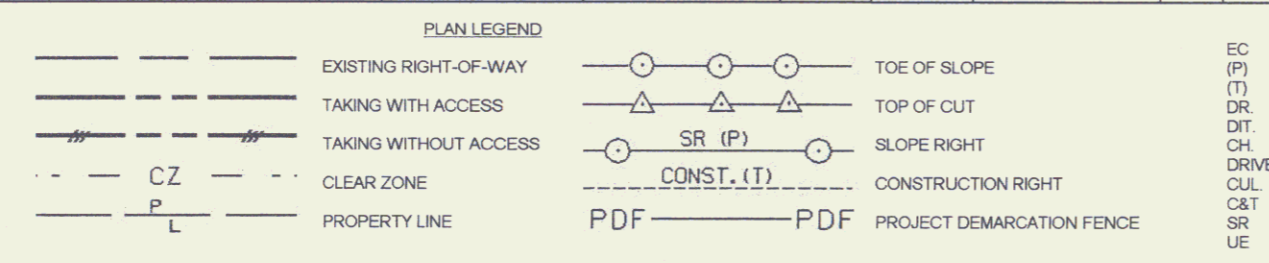 PLAN LEGEND
EXISTING RIGHT-OF-WAY
TAKING WITH ACCESS
TAKING WITHOUT ACCESS
CZ CLEAR ZONE
P
L PROPERTY LINE
TOE OF SLOPE
TOP OF CUT
SR (P) SLOPE RIGHT
CONST.(T) CONSTRUCTION RIGHT
PDF PDF PROJECT DEMARCATION FENCE
EC
(P)
(T)
DR.
DIT.
CH.
DRIVE
CUL.
C&T
SR
UE